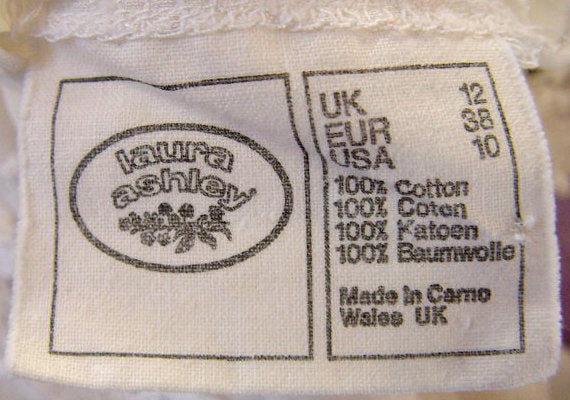 laura
ashley
UK 12
EUR 38
USA 10
100% Cotton
100% Coton
100% Katoen
100% Baumwolle
Made in Carno
Wales UK